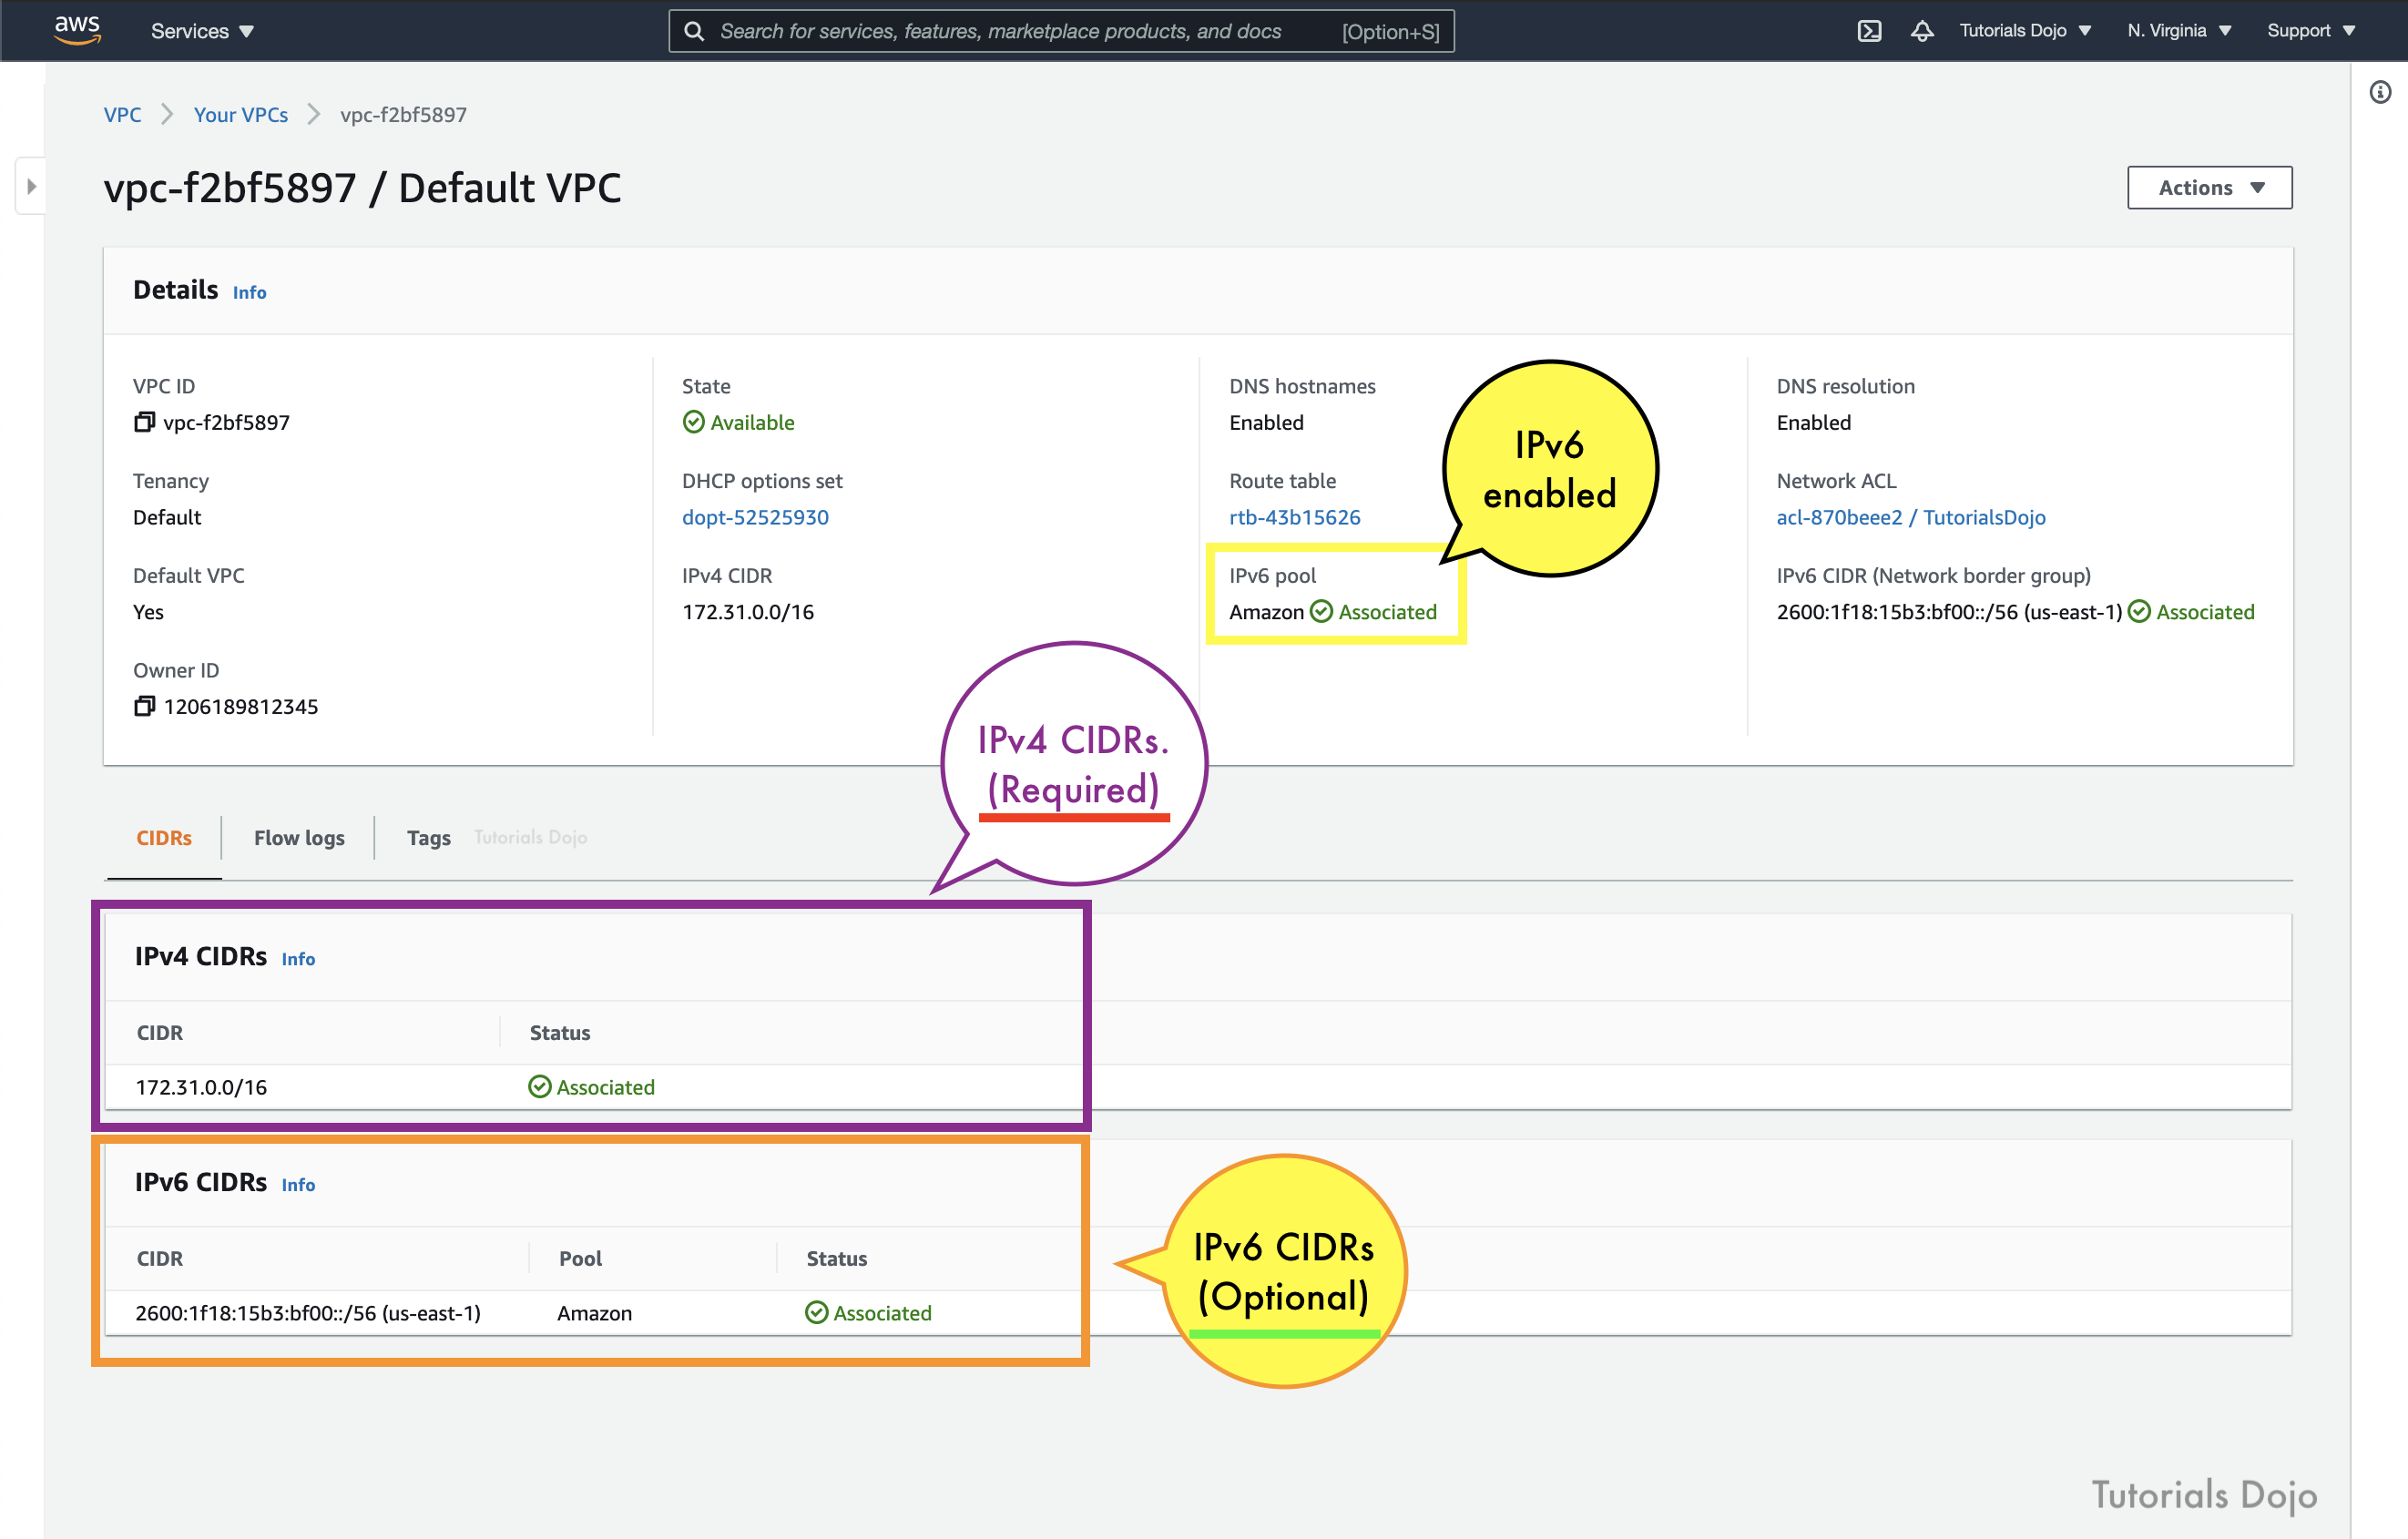 aws Services Search for services, features, marketplace products, and docs [Option+S] Tutorials Dojo N. Virginia Support
VPC Your VPCs vpc-f2bf5897
vpc-f2bf5897 / Default VPC
Actions
Details Info
VPC ID
vpc-f2bf5897
State
Available
DNS hostnames
Enabled
DNS resolution
Enabled
Tenancy
Default
DHCP options set
dopt-52525930
Route table
rtb-43b15626
Network ACL
acl-870beee2 / TutorialsDojo
Default VPC
Yes
IPv4 CIDR
172.31.0.0/16
IPv6 pool
Amazon Associated
IPv6 CIDR (Network border group)
2600:1f18:15b3:bf00::/56 (us-east-1) Associated
Owner ID
1206189812345
IPv6
enabled
IPv4 CIDRs.
(Required)
CIDRs Flow logs Tags Tutorials Dojo
IPv4 CIDRs Info
CIDR Status
172.31.0.0/16 Associated
IPv6 CIDRs Info
CIDR Pool Status
2600:1f18:15b3:bf00::/56 (us-east-1) Amazon Associated
IPv6 CIDRs
(Optional)
Tutorials Dojo